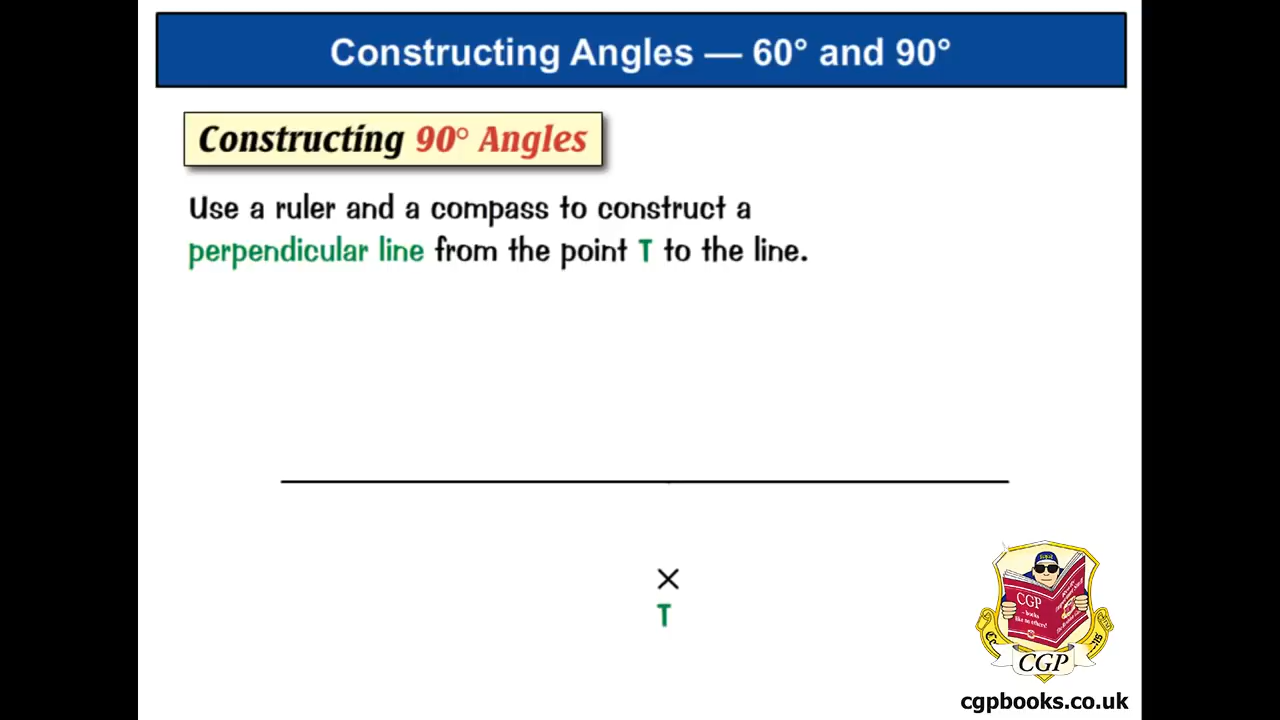 Constructing Angles — 60° and 90°
Constructing 90° Angles
Use a ruler and a compass to construct a
perpendicular line from the point T to the line.
T
CGP
CGP
cgpbooks.co.uk